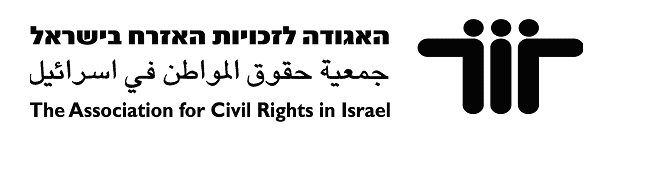 האגודה לזכויות האזרח בישראל
جمعية حقوق المواطن في اسرائيل
The Association for Civil Rights in Israel